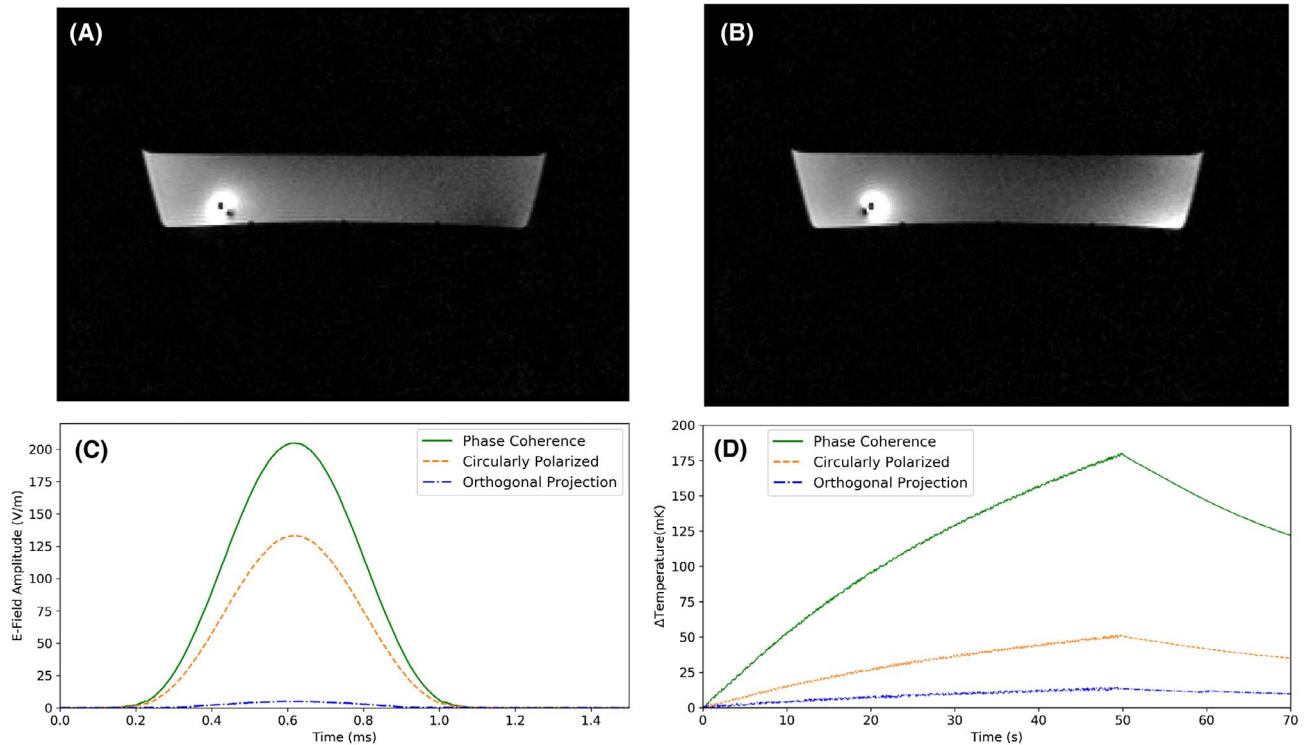 (A)
(B)
(C)
Phase Coherence
Circularly Polarized
Orthogonal Projection
E-Field Amplitude (V/m)
200
175
150
125
100
75
50
25
0
0.0 0.2 0.4 0.6 0.8 1.0 1.2 1.4
Time (ms)
(D)
Phase Coherence
Circularly Polarized
Orthogonal Projection
ΔTemperature(mK)
200
175
150
125
100
75
50
25
0
0 10 20 30 40 50 60 70
Time (s)